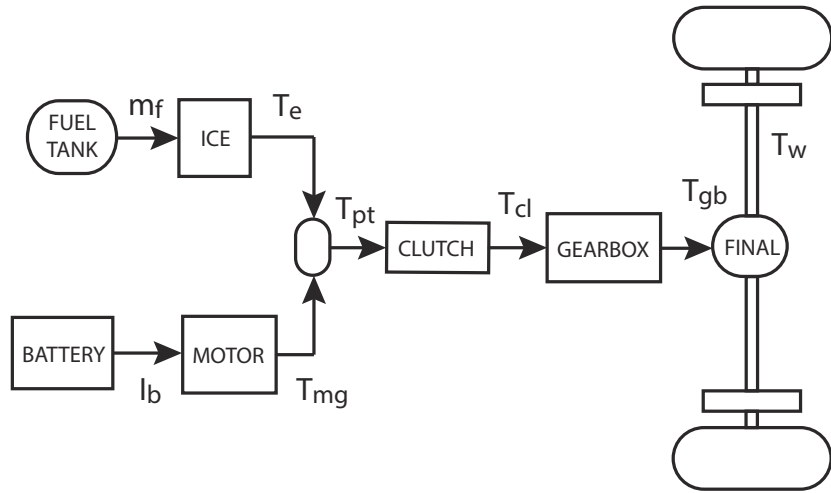 FUEL
TANK
mf
ICE
Te
Tpt
CLUTCH
Tcl
GEARBOX
Tgb
FINAL
Tw
BATTERY
Ib
MOTOR
Tmg